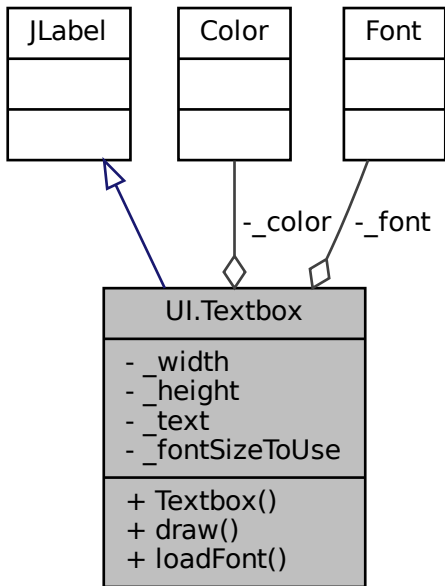 JLabel
Color
Font
-_color
-_font
UI.Textbox
- _width
- _height
- _text
- _fontSizeToUse
+ Textbox()
+ draw()
+ loadFont()